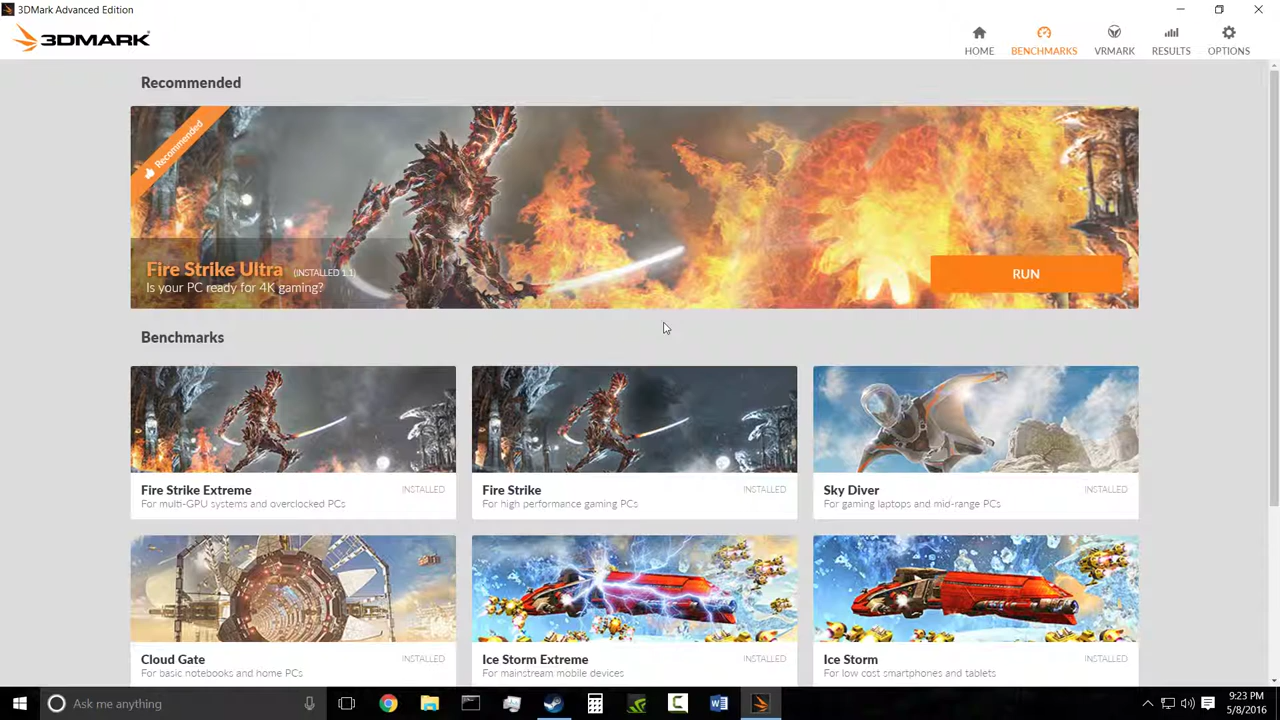 3DMark Advanced Edition
3DMARK
HOME
BENCHMARKS
VRMARK
RESULTS
OPTIONS
Recommended
Recommended
Fire Strike Ultra (INSTALLED 1.1)
Is your PC ready for 4K gaming?
RUN
Benchmarks
Fire Strike Extreme INSTALLED
For multi-GPU systems and overclocked PCs
Fire Strike INSTALLED
For high performance gaming PCs
Sky Diver INSTALLED
For gaming laptops and mid-range PCs
Cloud Gate INSTALLED
For basic notebooks and home PCs
Ice Storm Extreme INSTALLED
For mainstream mobile devices
Ice Storm INSTALLED
For low cost smartphones and tablets
Ask me anything
9:23 PM
5/8/2016